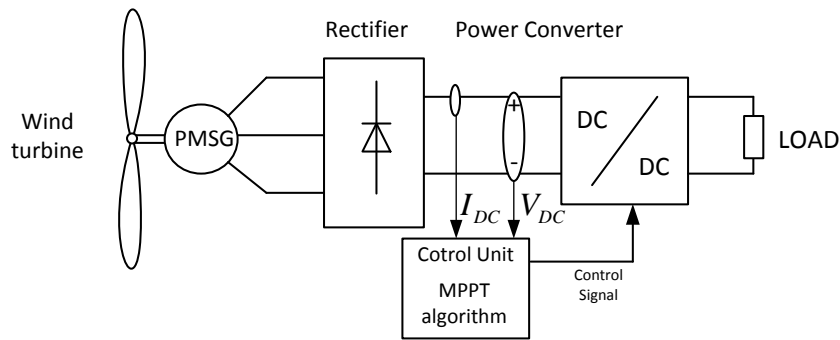 Rectifier
Power Converter
Wind
turbine
PMSG
+
-
DC
DC
LOAD
I DC
V DC
Cotrol Unit
MPPT
algorithm
Control
Signal